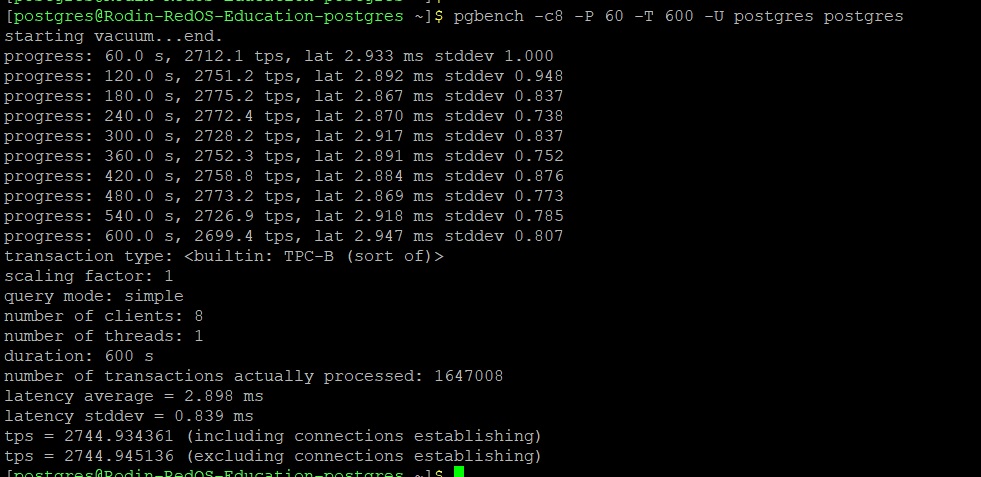 [postgres@Rodin-RedOS-Education-postgres ~]$ pgbench -c8 -P 60 -T 600 -U postgres postgres
starting vacuum...end.
progress: 60.0 s, 2712.1 tps, lat 2.933 ms stddev 1.000
progress: 120.0 s, 2751.2 tps, lat 2.892 ms stddev 0.948
progress: 180.0 s, 2775.2 tps, lat 2.867 ms stddev 0.837
progress: 240.0 s, 2772.4 tps, lat 2.870 ms stddev 0.738
progress: 300.0 s, 2728.2 tps, lat 2.917 ms stddev 0.837
progress: 360.0 s, 2752.3 tps, lat 2.891 ms stddev 0.752
progress: 420.0 s, 2758.8 tps, lat 2.884 ms stddev 0.876
progress: 480.0 s, 2773.2 tps, lat 2.869 ms stddev 0.773
progress: 540.0 s, 2726.9 tps, lat 2.918 ms stddev 0.785
progress: 600.0 s, 2699.4 tps, lat 2.947 ms stddev 0.807
transaction type: <builtin: TPC-B (sort of)>
scaling factor: 1
query mode: simple
number of clients: 8
number of threads: 1
duration: 600 s
number of transactions actually processed: 1647008
latency average = 2.898 ms
latency stddev = 0.839 ms
tps = 2744.934361 (including connections establishing)
tps = 2744.945136 (excluding connections establishing)
[postgres@Rodin-RedOS-Education-postgres ~]$